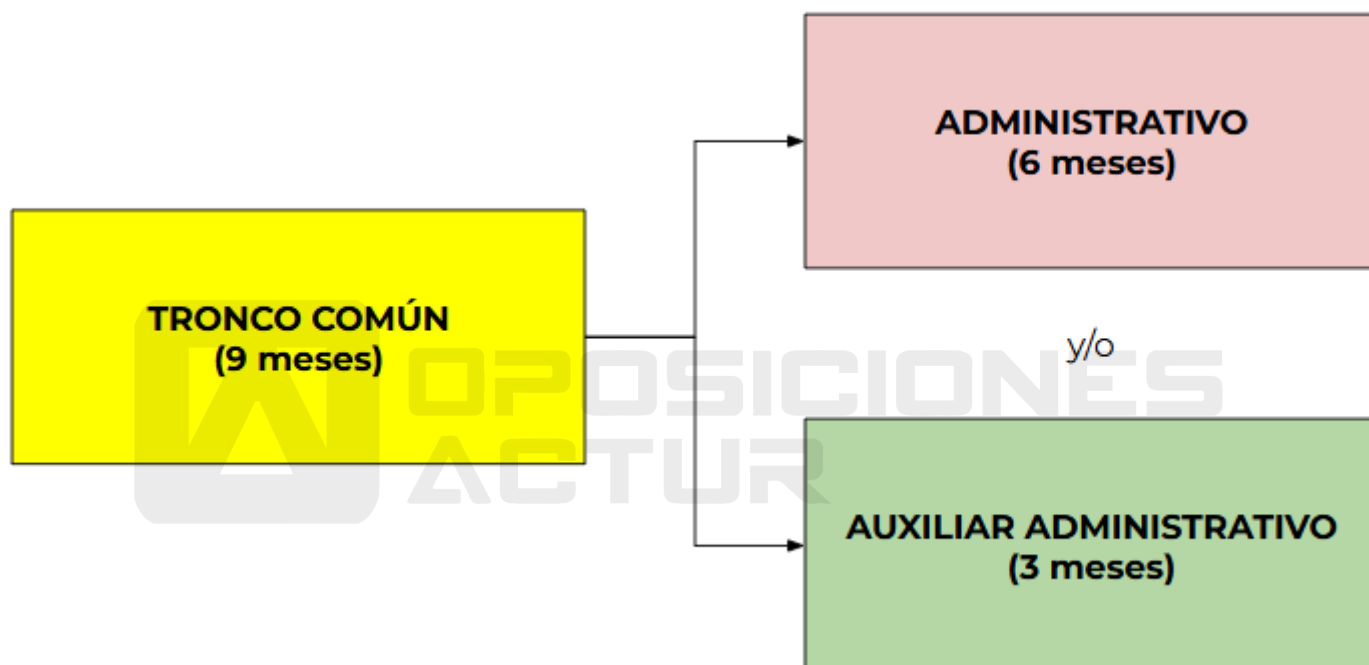 TRONCO COMÚN
(9 meses)
ADMINISTRATIVO
(6 meses)
y/o
AUXILIAR ADMINISTRATIVO
(3 meses)
OPOSICIONES
ACTUR